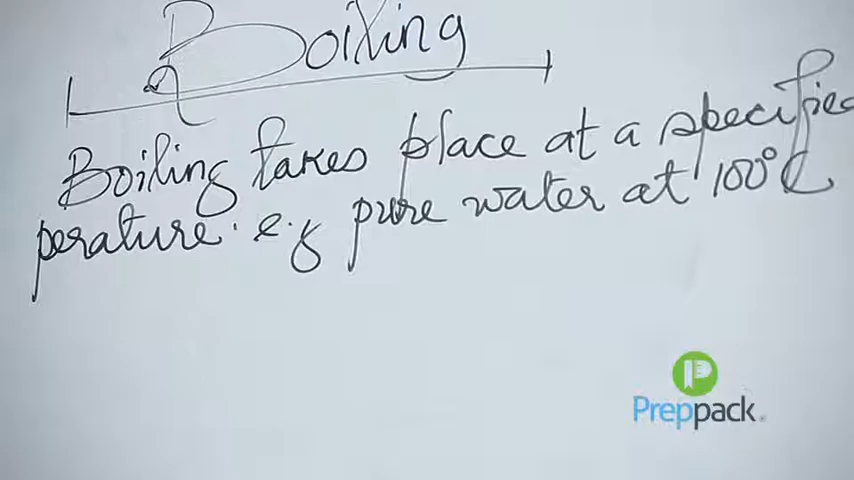 Boiling
Boiling takes place at a specified
perature. e.g pure water at 100°C
Preppack